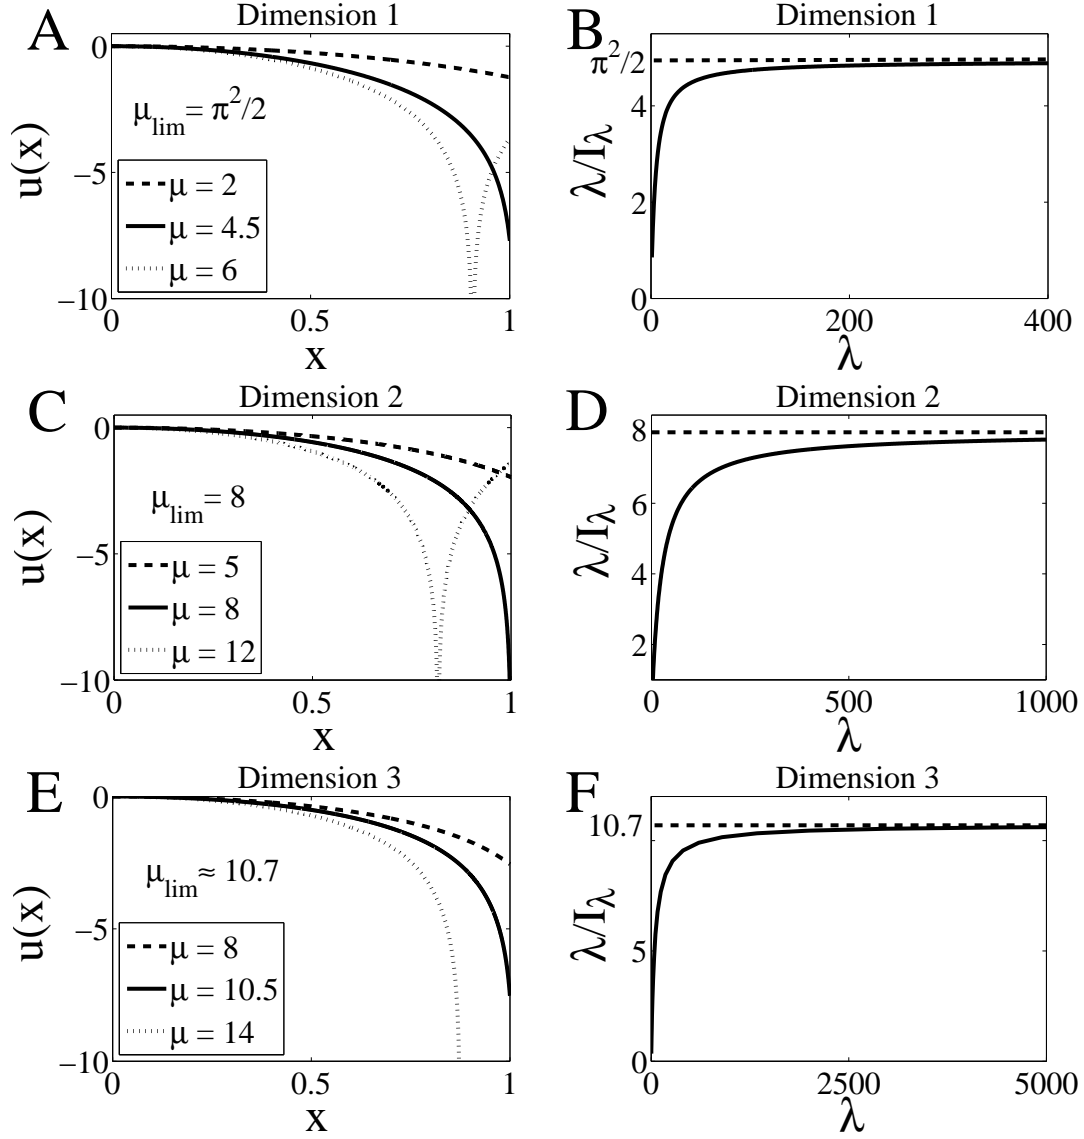 A
Dimension 1
0
−5
−10
u(x)
μlim = π²/2
μ = 2
μ = 4.5
μ = 6
0
0.5
1
x
B
Dimension 1
π²/2
4
2
0
λ/Iλ
0
200
400
λ
C
Dimension 2
0
−5
−10
u(x)
μlim = 8
μ = 5
μ = 8
μ = 12
0
0.5
1
x
D
Dimension 2
8
6
4
2
λ/Iλ
0
500
1000
λ
E
Dimension 3
0
−5
−10
u(x)
μlim ≈ 10.7
μ = 8
μ = 10.5
μ = 14
0
0.5
1
x
F
Dimension 3
10.7
5
0
λ/Iλ
0
2500
5000
λ